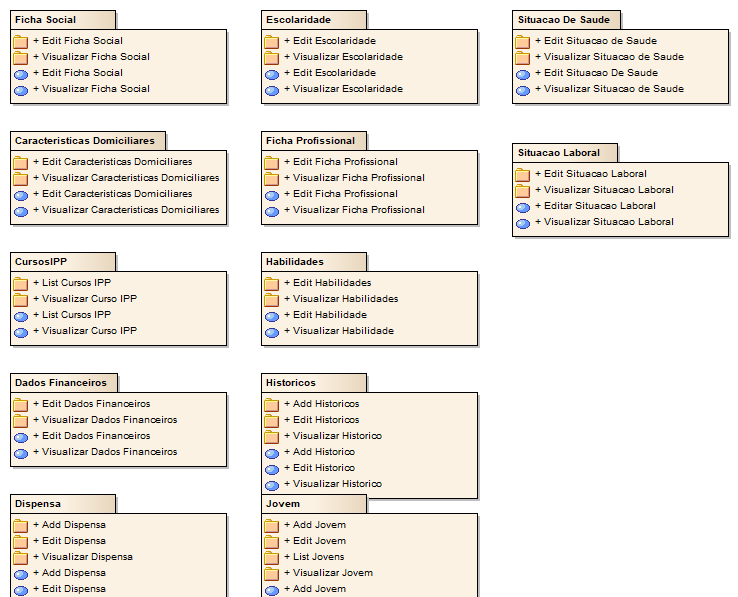 Ficha Social
+ Edit Ficha Social
+ Visualizar Ficha Social
+ Edit Ficha Social
+ Visualizar Ficha Social
Escolaridade
+ Edit Escolaridade
+ Visualizar Escolaridade
+ Edit Escolaridade
+ Visualizar Escolaridade
Situacao De Saude
+ Edit Situacao de Saude
+ Visualizar Situacao de Saude
+ Edit Situacao De Saude
+ Visualizar Situacao de Saude
Caracteristicas Domiciliares
+ Edit Caracteristicas Domiciliares
+ Visualizar Caracteristicas Domiciliares
+ Edit Caracteristicas Domiciliares
+ Visualizar Caracteristicas Domiciliares
Ficha Profissional
+ Edit Ficha Profissional
+ Visualizar Ficha Profissional
+ Edit Ficha Profissional
+ Visualizar Ficha Profissional
Situacao Laboral
+ Edit Situacao Laboral
+ Visualizar Situacao Laboral
+ Editar Situacao Laboral
+ Visualizar Situacao Laboral
CursosIPP
+ List Cursos IPP
+ Visualizar Curso IPP
+ List Cursos IPP
+ Visualizar Curso IPP
Habilidades
+ Edit Habilidades
+ Visualizar Habilidades
+ Edit Habilidade
+ Visualizar Habilidade
Dados Financeiros
+ Edit Dados Financeiros
+ Visualizar Dados Financeiros
+ Edit Dados Financeiros
+ Visualizar Dados Financeiros
Historicos
+ Add Historicos
+ Edit Historicos
+ Visualizar Historico
+ Add Historico
+ Edit Historico
+ Visualizar Historico
Dispensa
+ Add Dispensa
+ Edit Dispensa
+ Visualizar Dispensa
+ Add Dispensa
+ Edit Dispensa
Jovem
+ Add Jovem
+ Edit Jovem
+ List Jovens
+ Visualizar Jovem
+ Add Jovem